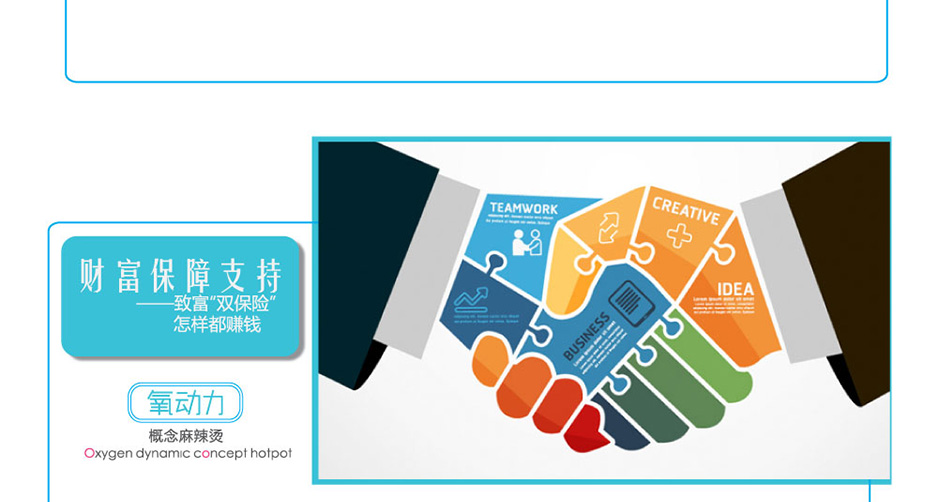 财富保障支持
——致富“双保险”
怎样都赚钱
氧动力
概念麻辣烫
Oxygen dynamic concept hotpot
TEAMWORK
CREATIVE
IDEA
BUSINESS